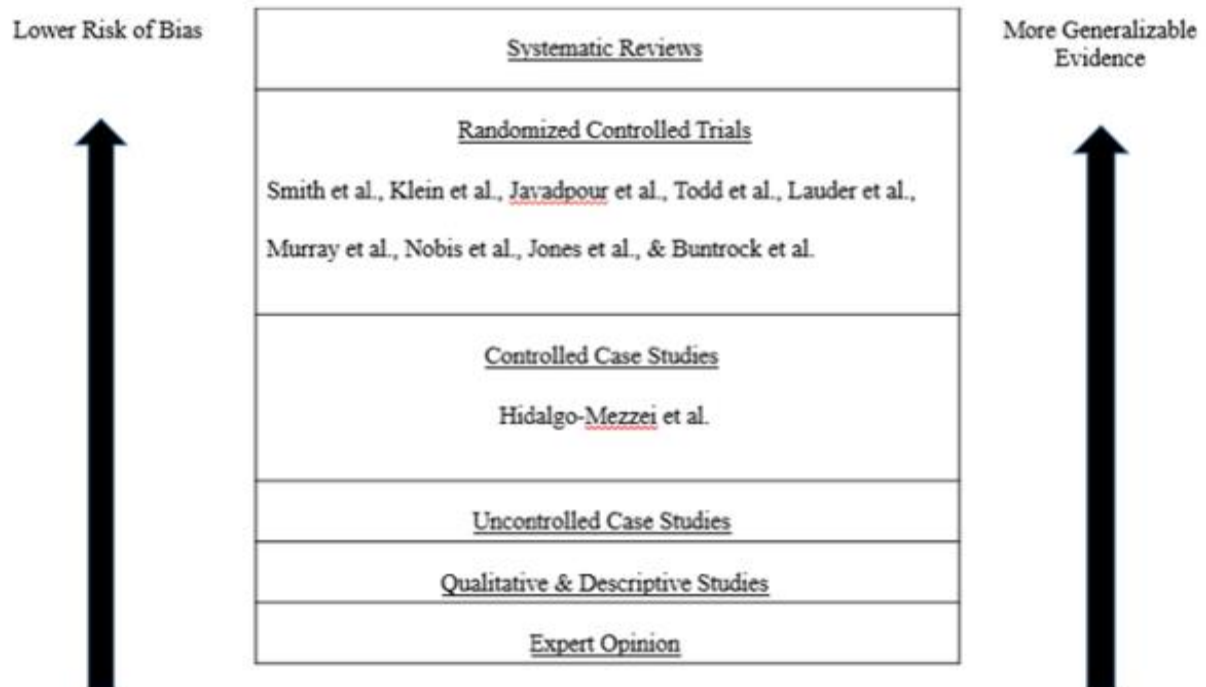 Lower Risk of Bias
More Generalizable
Evidence
Systematic Reviews
Randomized Controlled Trials
Smith et al., Klein et al., Javadpour et al., Todd et al., Lauder et al.,
Murray et al., Nobis et al., Jones et al., & Buntrock et al.
Controlled Case Studies
Hidalgo-Mezzei et al.
Uncontrolled Case Studies
Qualitative & Descriptive Studies
Expert Opinion